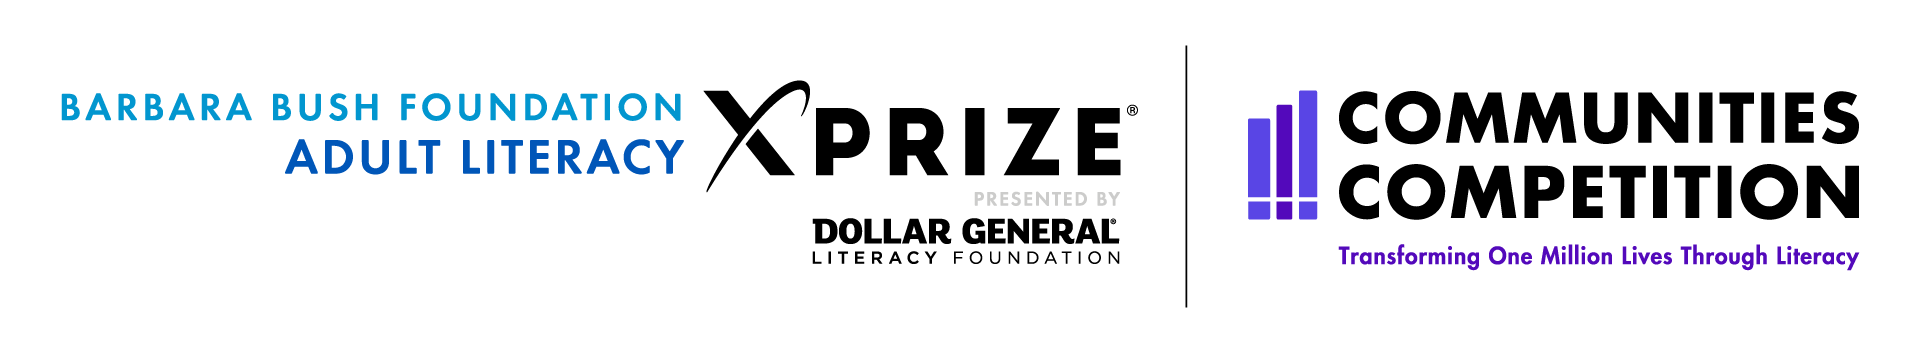 BARBARA BUSH FOUNDATION
ADULT LITERACY
XPRIZE®
PRESENTED BY
DOLLAR GENERAL®
LITERACY FOUNDATION
COMMUNITIES
COMPETITION
Transforming One Million Lives Through Literacy